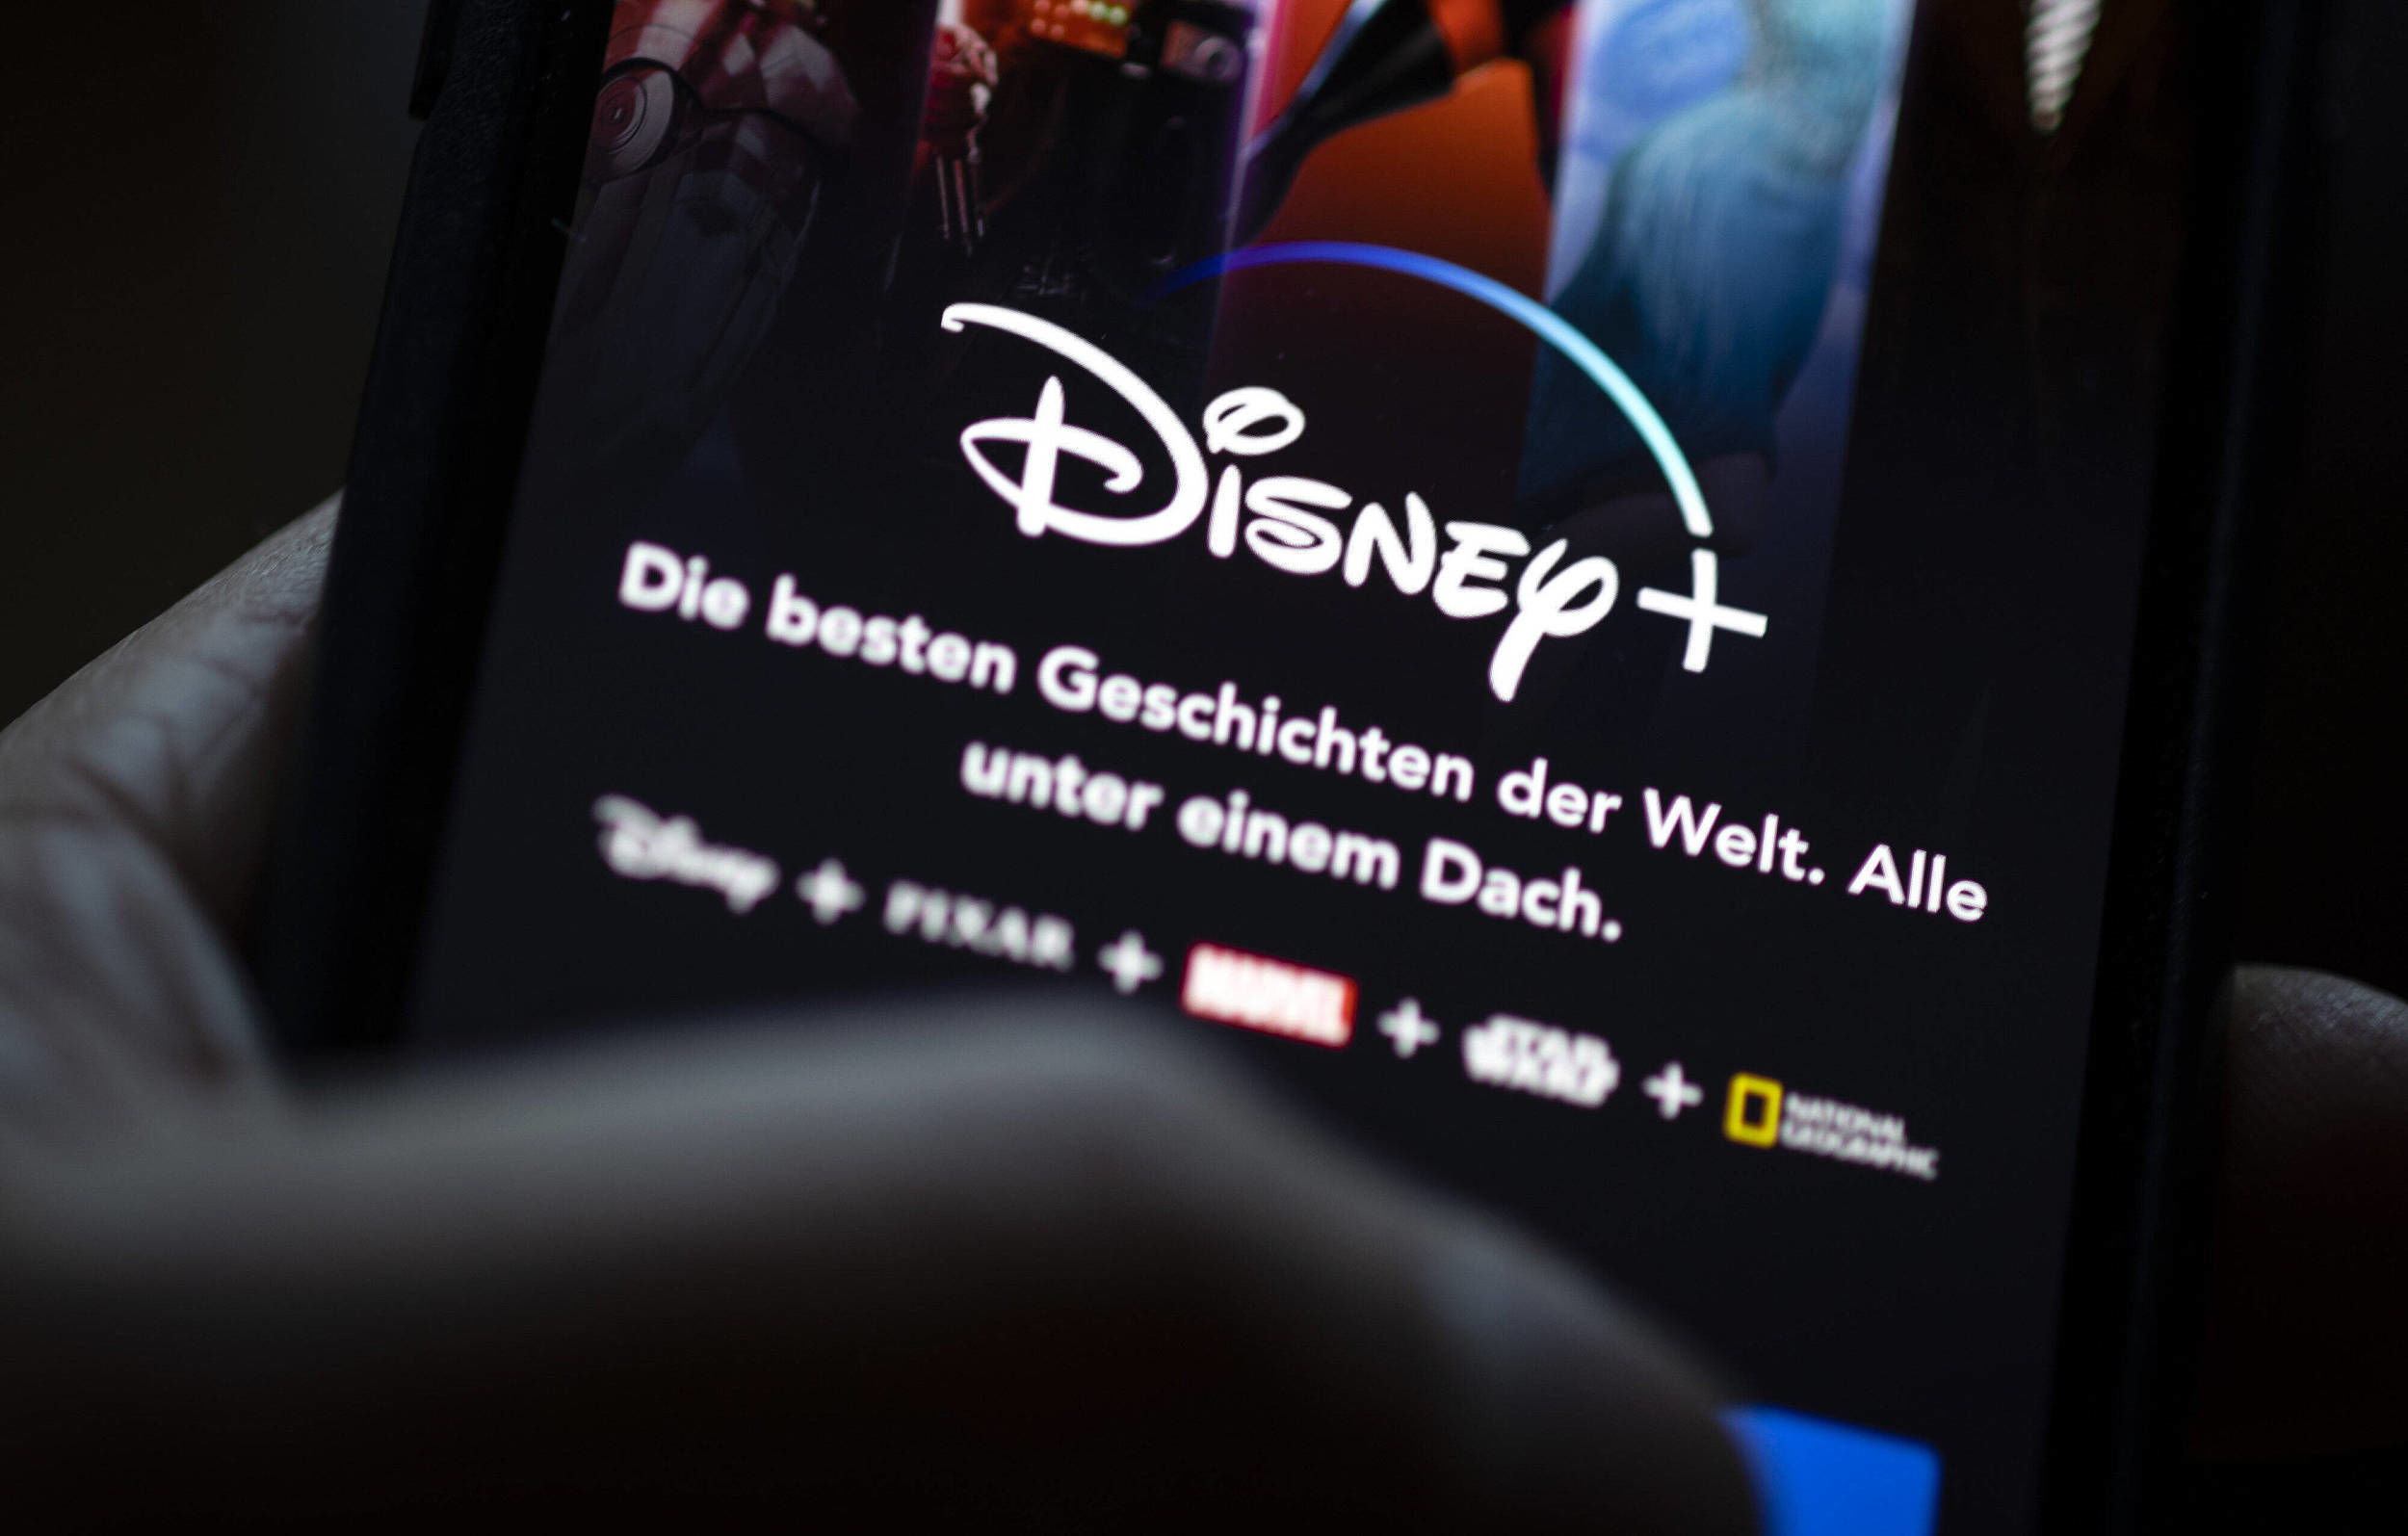 Disney+
Die besten Geschichten der Welt. Alle
unter einem Dach.
Disney + PIXAR + MARVEL + STAR WARS + NATIONAL GEOGRAPHIC